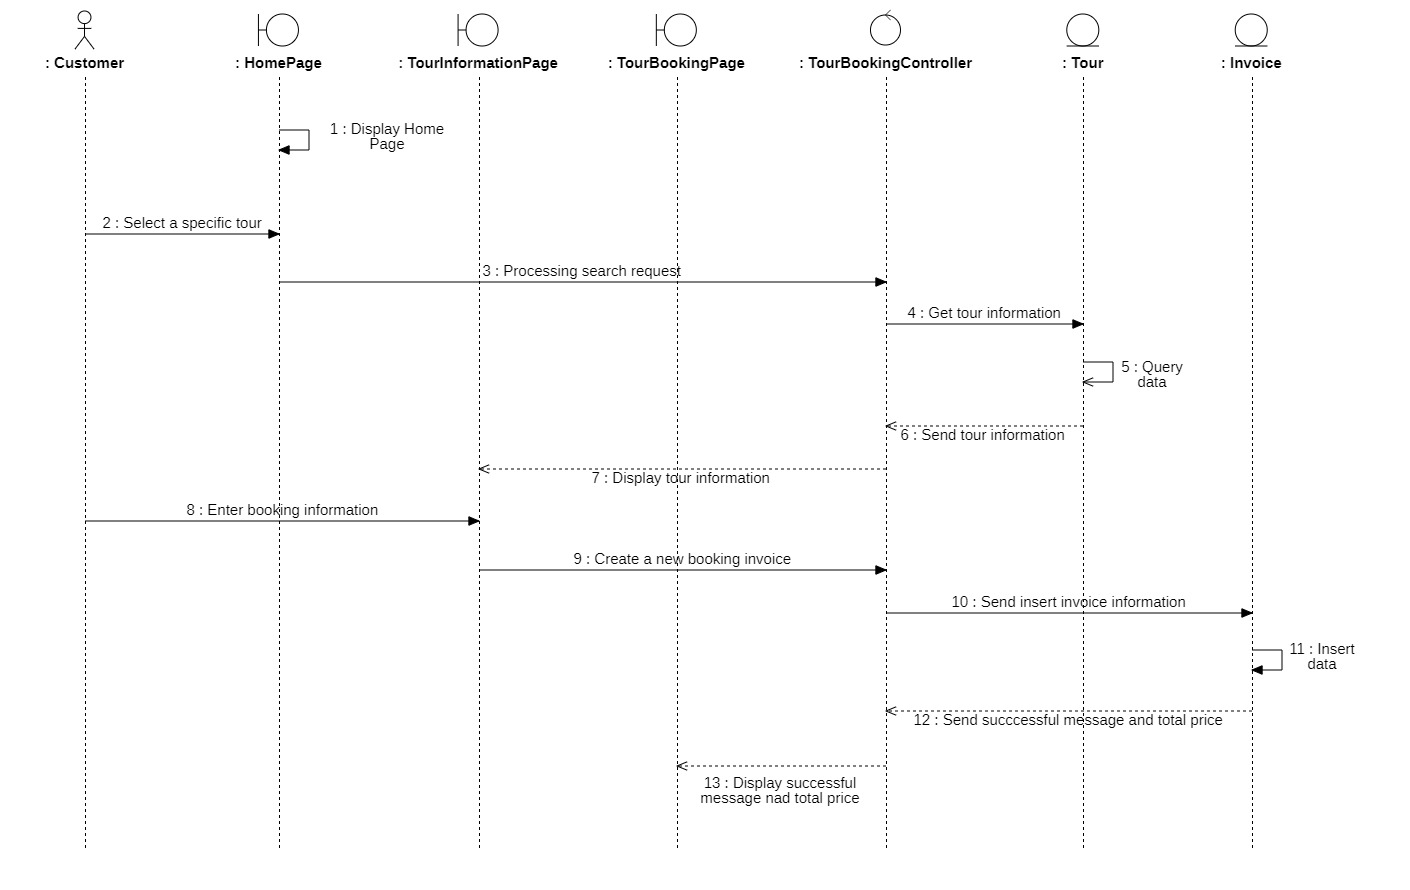 : Customer
: HomePage
: TourInformationPage
: TourBookingPage
: TourBookingController
: Tour
: Invoice
1 : Display Home
Page
2 : Select a specific tour
3 : Processing search request
4 : Get tour information
5 : Query
data
6 : Send tour information
7 : Display tour information
8 : Enter booking information
9 : Create a new booking invoice
10 : Send insert invoice information
11 : Insert
data
12 : Send succcessful message and total price
13 : Display successful
message nad total price